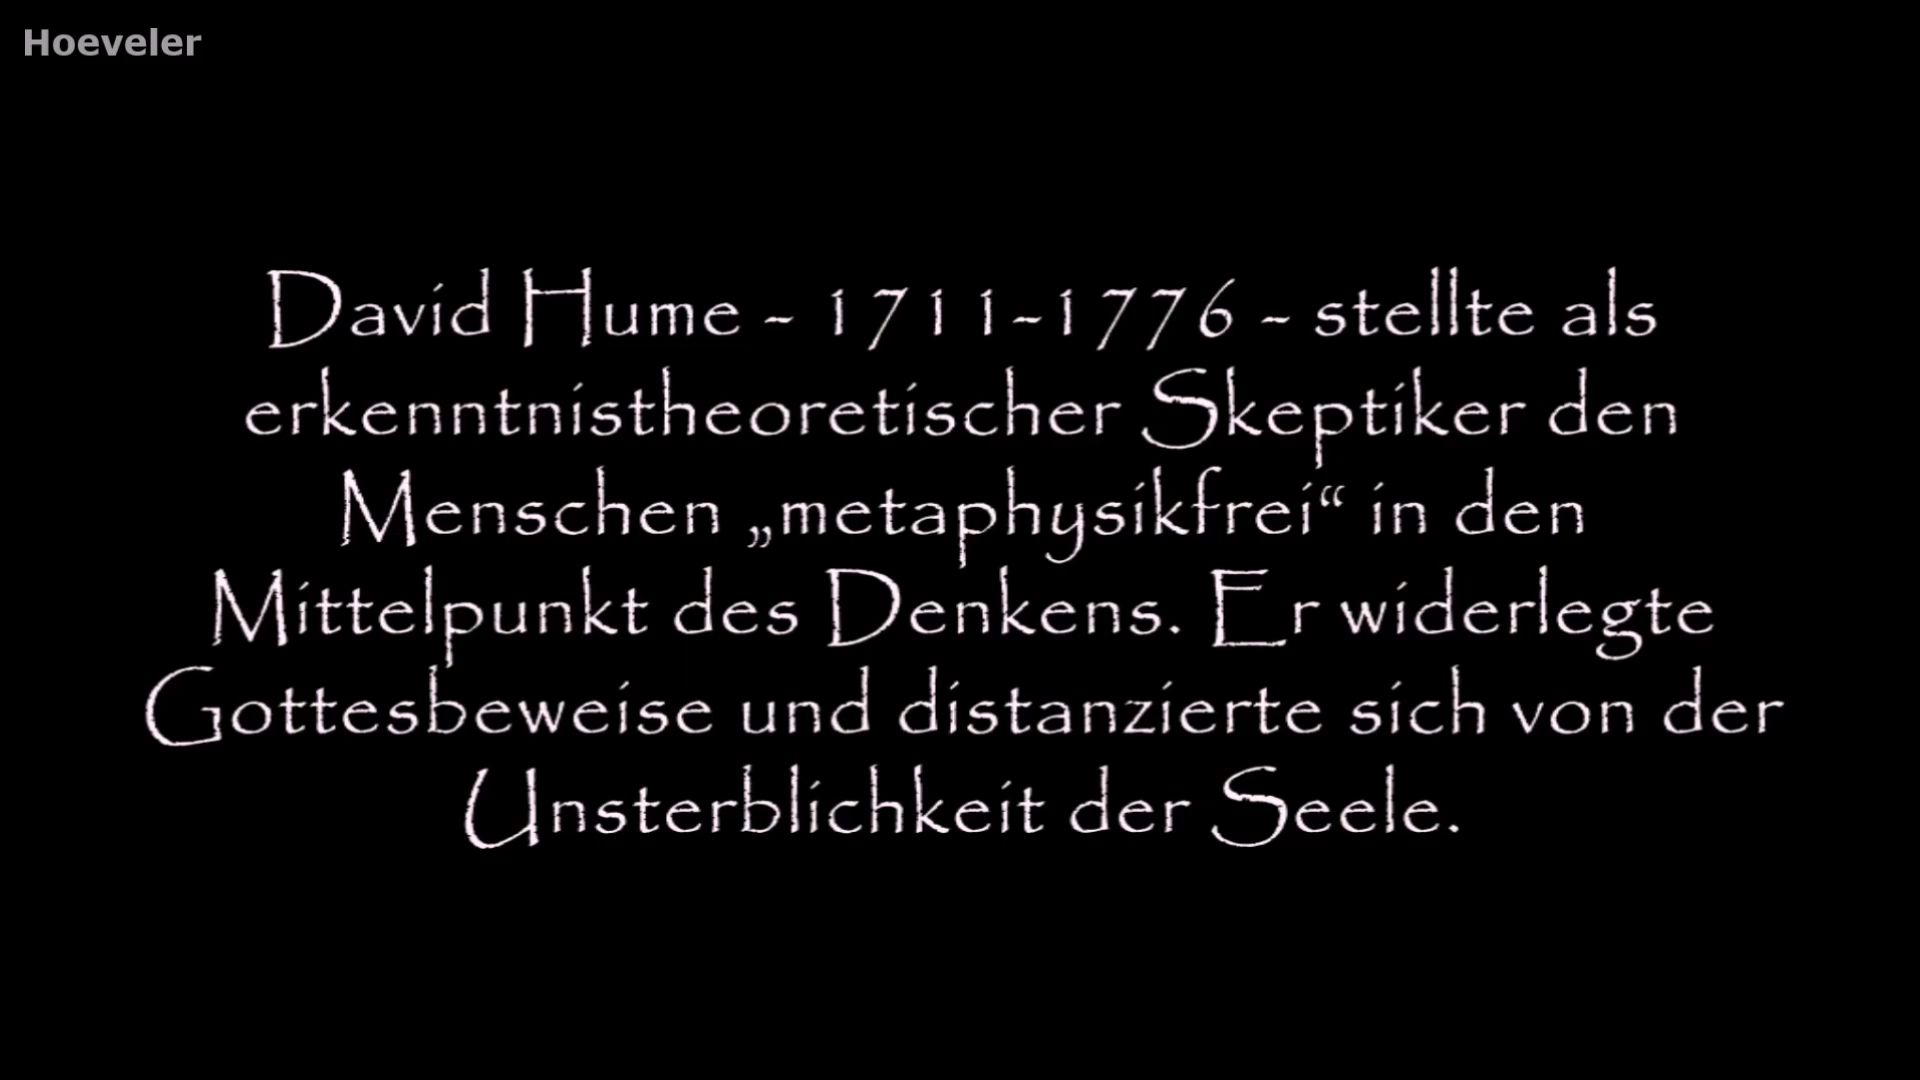 Hoeveler
David Hume - 1711-1776 - stellte als
erkenntnistheoretischer Skeptiker den
Menschen „metaphysikfrei“ in den
Mittelpunkt des Denkens. Er widerlegte
Gottesbeweise und distanzierte sich von der
Unsterblichkeit der Seele.